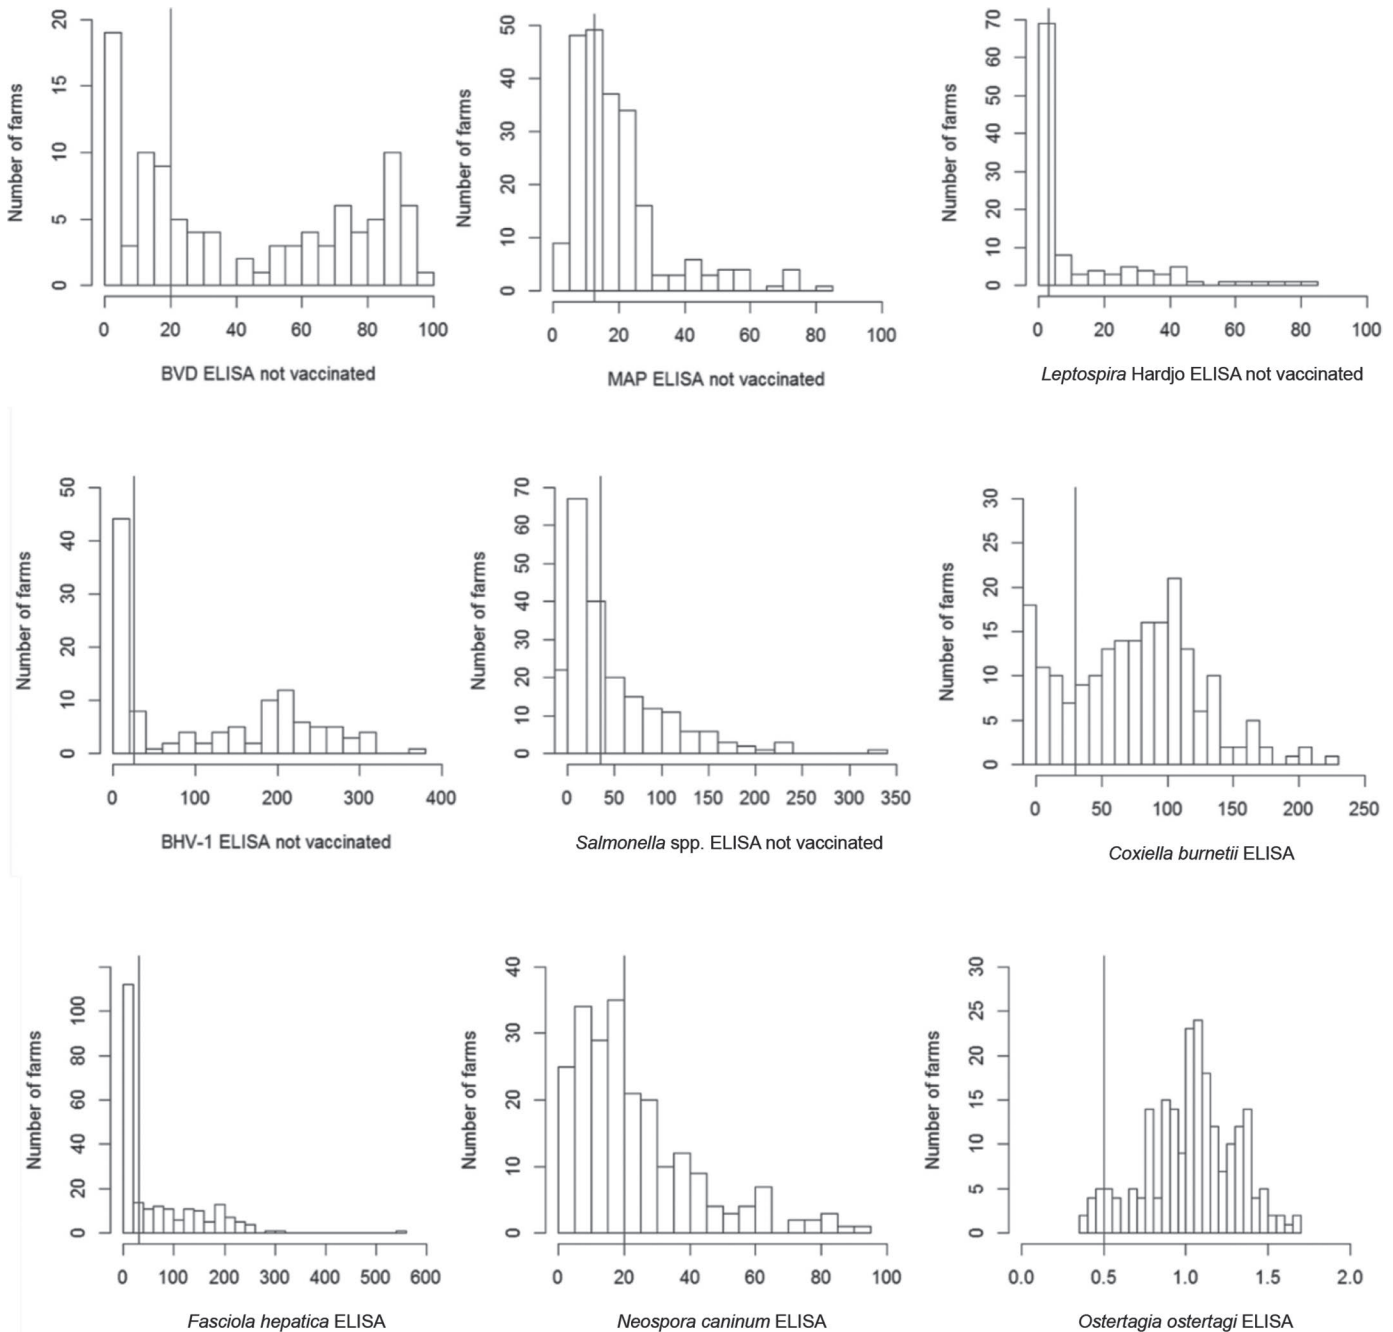 Number of farms
20
15
10
5
0
0 20 40 60 80 100
BVD ELISA not vaccinated
Number of farms
50
40
30
20
10
0
0 20 40 60 80 100
MAP ELISA not vaccinated
Number of farms
70
60
50
40
30
20
10
0
0 20 40 60 80 100
Leptospira Hardjo ELISA not vaccinated
Number of farms
50
40
30
20
10
0
0 100 200 300 400
BHV-1 ELISA not vaccinated
Number of farms
70
60
50
40
30
20
10
0
0 50 100 150 200 250 300 350
Salmonella spp. ELISA not vaccinated
Number of farms
30
25
20
15
10
5
0
0 50 100 150 200 250
Coxiella burnetii ELISA
Number of farms
100
80
60
40
20
0
0 100 200 300 400 500 600
Fasciola hepatica ELISA
Number of farms
40
30
20
10
0
0 20 40 60 80 100
Neospora caninum ELISA
Number of farms
30
25
20
15
10
5
0
0.0 0.5 1.0 1.5 2.0
Ostertagia ostertagi ELISA